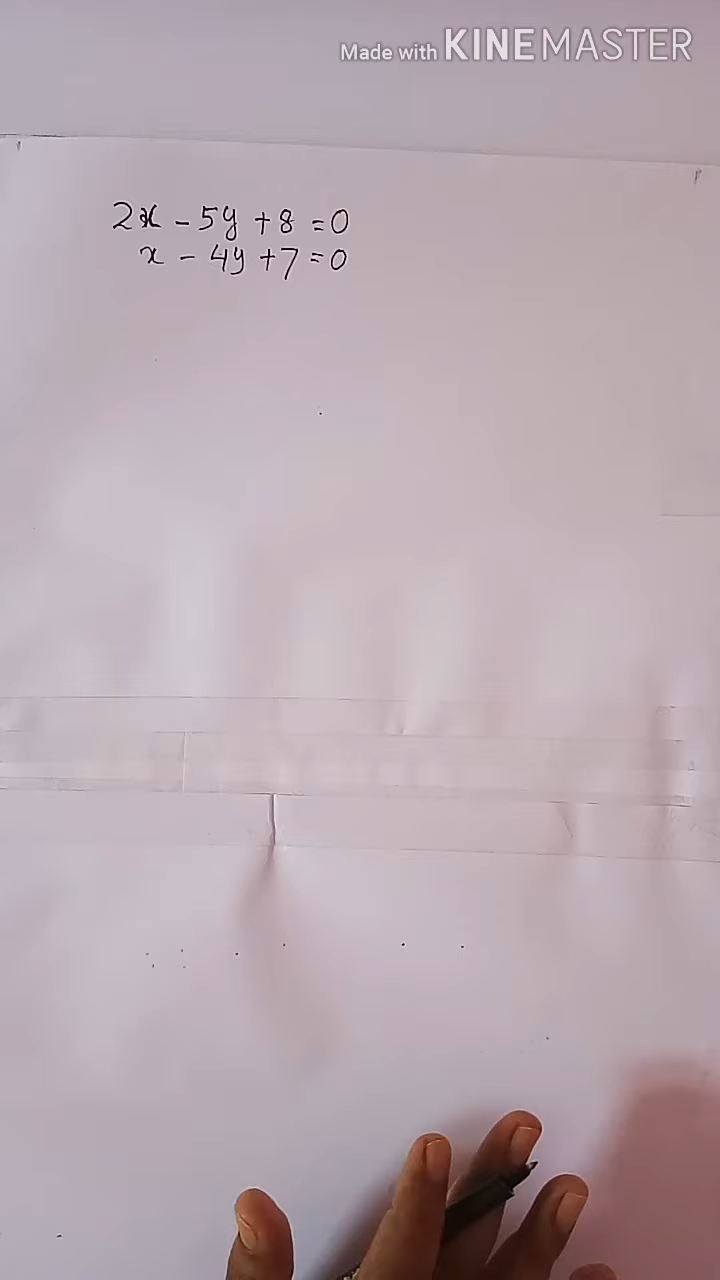 Made with KINEMASTER
2x - 5y + 8 = 0
x - 4y + 7 = 0